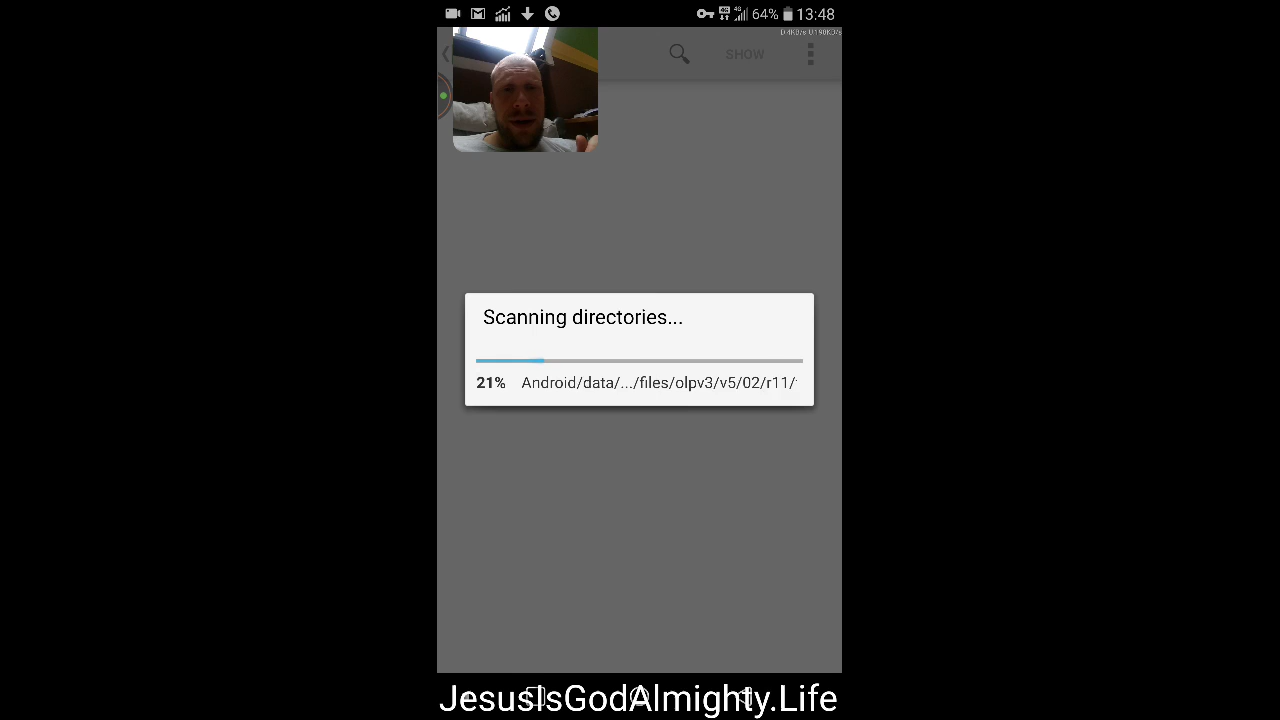 64% 13:48
SHOW
Scanning directories...
21% Android/data/.../files/olpv3/v5/02/r11/
JesusIsGodAlmighty.Life